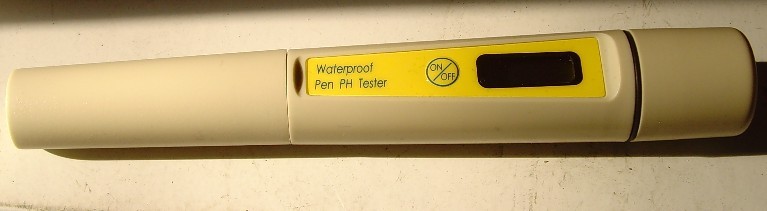 Waterproof
Pen PH Tester
ON
OFF